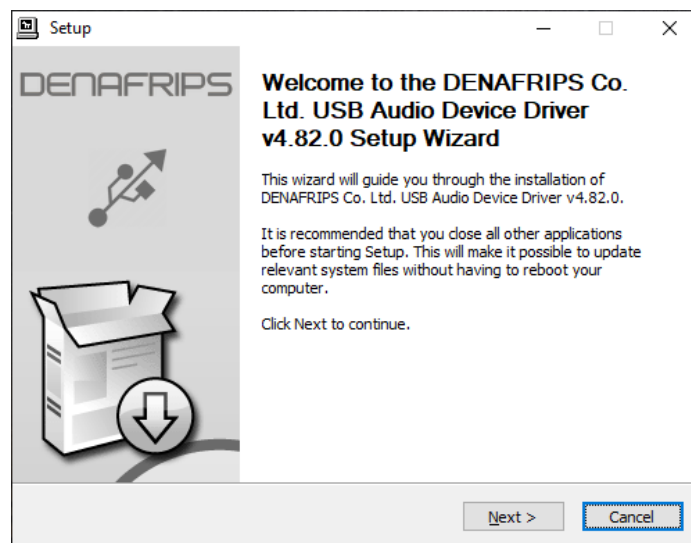 Setup
DENAFRIPS
Welcome to the DENAFRIPS Co.
Ltd. USB Audio Device Driver
v4.82.0 Setup Wizard
This wizard will guide you through the installation of
DENAFRIPS Co. Ltd. USB Audio Device Driver v4.82.0.
It is recommended that you close all other applications
before starting Setup. This will make it possible to update
relevant system files without having to reboot your
computer.
Click Next to continue.
Next >
Cancel